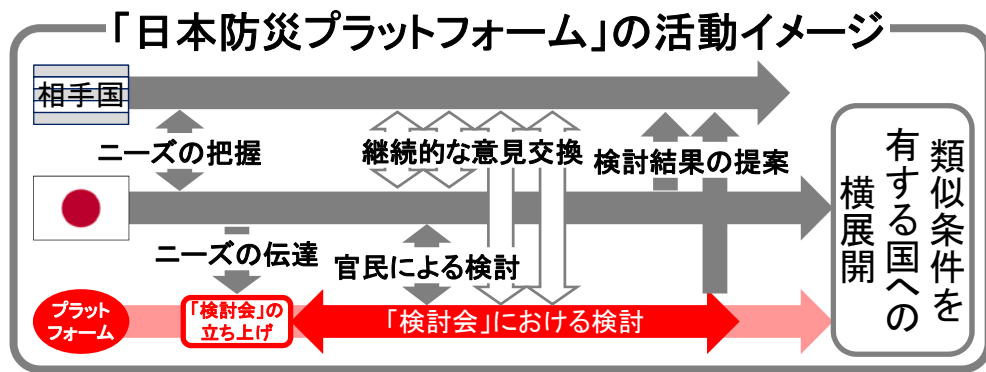 「日本防災プラットフォーム」の活動イメージ
相手国
ニーズの把握
継続的な意見交換
検討結果の提案
ニーズの伝達
官民による検討
プラット
フォーム
「検討会」の
立ち上げ
「検討会」における検討
類似条件を
有する国への
横展開